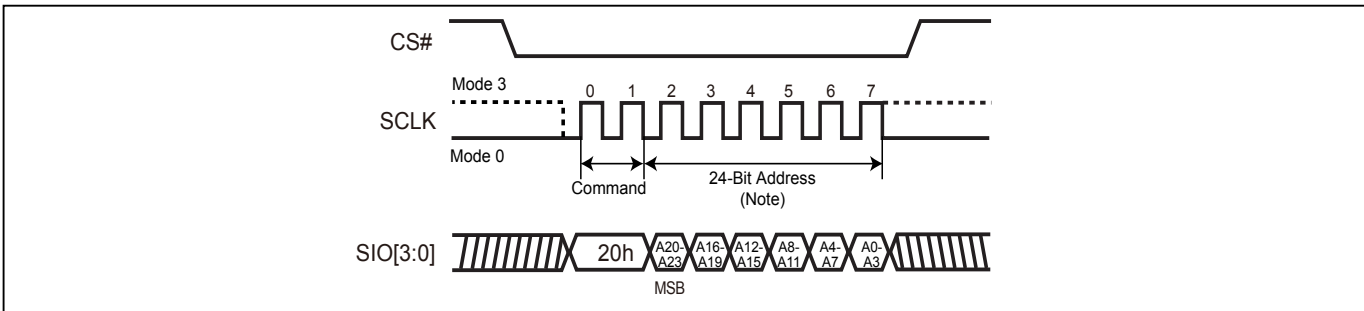 CS#
Mode 3
0 1 2 3 4 5 6 7
SCLK
Mode 0
Command
24-Bit Address
(Note)
SIO[3:0]
20h
A20-
A23
A16-
A19
A12-
A15
A8-
A11
A4-
A7
A0-
A3
MSB